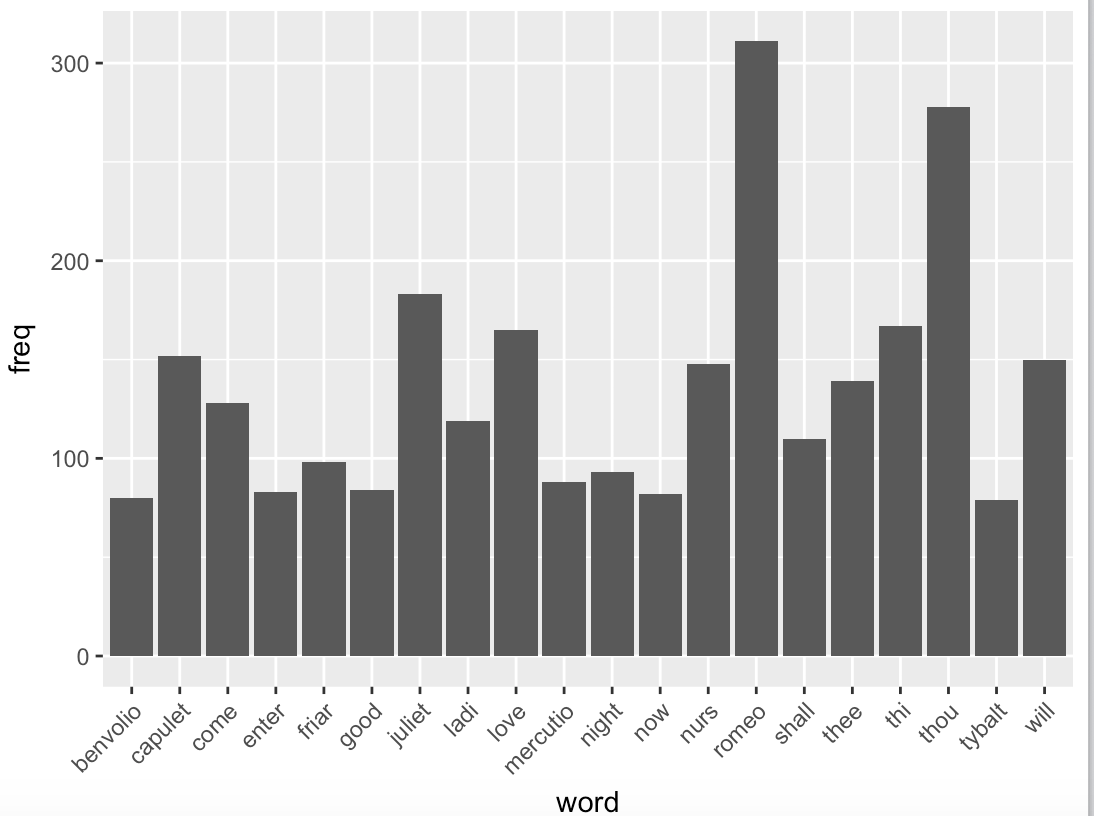 300
200
100
0
freq
benvolio
capulet
come
enter
friar
good
juliet
ladi
love
mercutio
night
now
nurs
romeo
shall
thee
thi
thou
tybalt
will
word